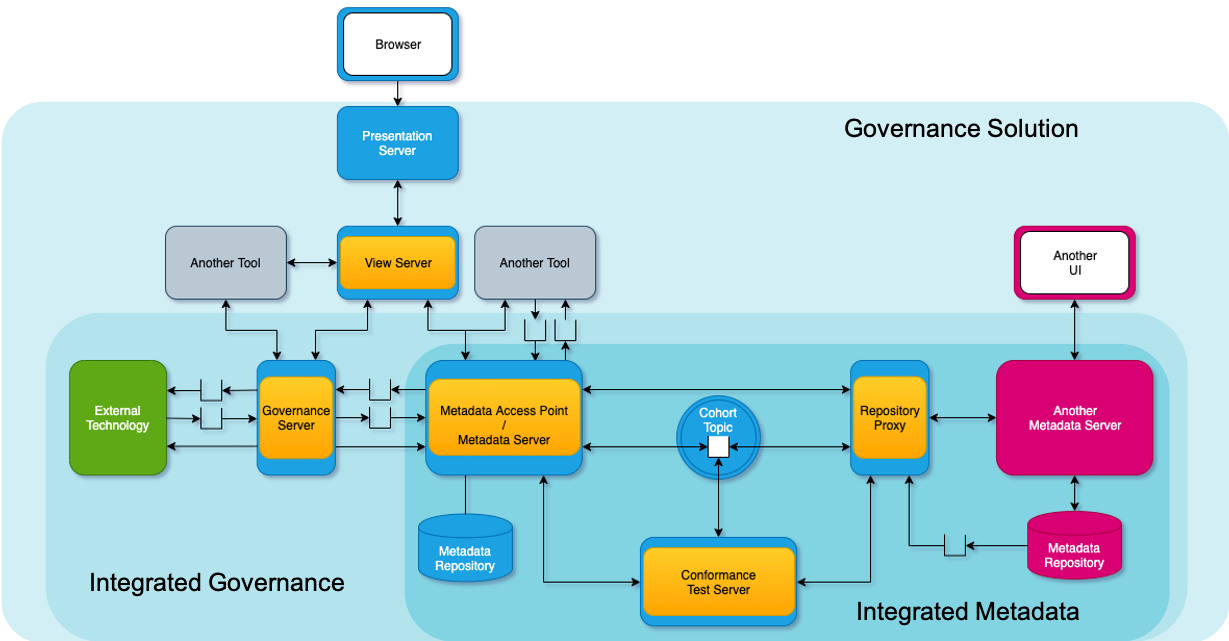 Browser
Governance Solution
Presentation
Server
Another Tool
View Server
Another Tool
Another
UI
External
Technology
Governance
Server
Metadata Access Point
/
Metadata Server
Cohort
Topic
Repository
Proxy
Another
Metadata Server
Metadata
Repository
Metadata
Repository
Conformance
Test Server
Integrated Governance
Integrated Metadata